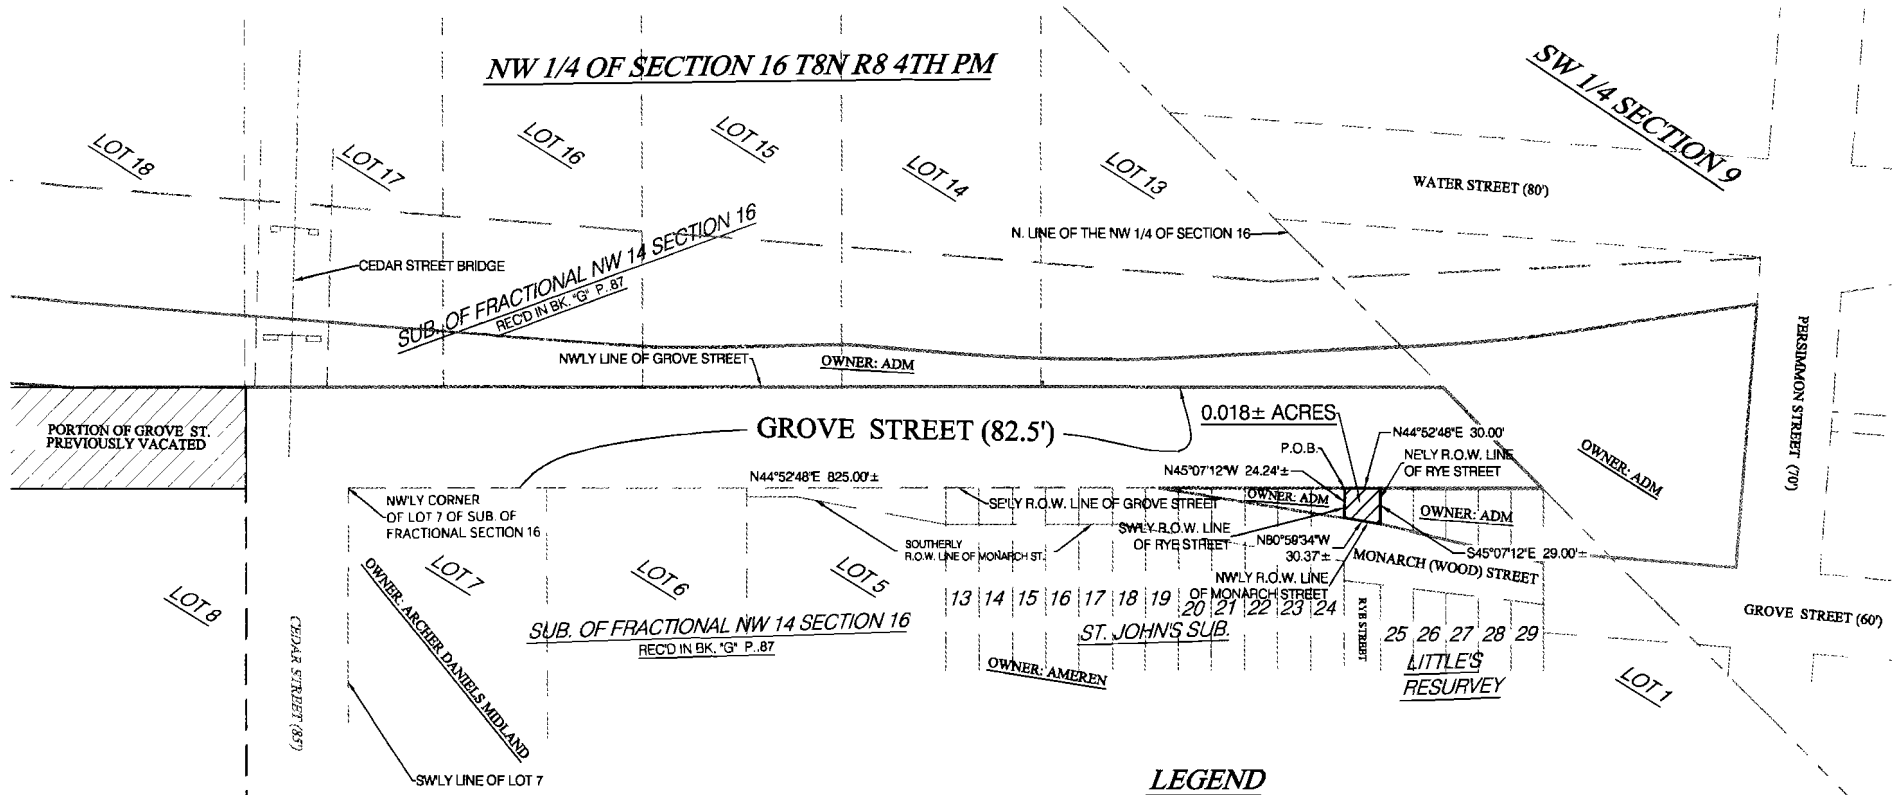 NW 1/4 OF SECTION 16 T8N R8 4TH PM
SW 1/4 SECTION 9
LOT 18
LOT 17
LOT 16
LOT 15
LOT 14
LOT 13
WATER STREET (80')
N. LINE OF THE NW 1/4 OF SECTION 16
CEDAR STREET BRIDGE
SUB. OF FRACTIONAL NW 14 SECTION 16
REC'D IN BK. "G" P..87
NW'LY LINE OF GROVE STREET
OWNER: ADM
PERSIMMON STREET (70')
PORTION OF GROVE ST.
PREVIOUSLY VACATED
GROVE STREET (82.5')
0.018± ACRES
P.O.B.
N44°52'48"E 30.00'
NE'LY R.O.W. LINE
OF RYE STREET
N45°07'12"W 24.24'±
OWNER: ADM
N44°52'48"E 825.00'±
NW'LY CORNER
OF LOT 7 OF SUB. OF
FRACTIONAL SECTION 16
SE'LY R.O.W. LINE OF GROVE STREET
OWNER: ADM
OWNER: ADM
SW'LY R.O.W. LINE
OF RYE STREET
N80°59'34"W
30.37'±
S45°07'12"E 29.00'±
SOUTHERLY
R.O.W. LINE OF MONARCH ST.
MONARCH (WOOD) STREET
NW'LY R.O.W. LINE
OF MONARCH STREET
LOT 8
CEDAR STREET (85')
OWNER: ARCHER DANIELS MIDLAND
LOT 7
LOT 6
LOT 5
13 14 15 16 17 18 19 20 21 22 23 24
RYE STREET
25 26 27 28 29
GROVE STREET (60')
SUB. OF FRACTIONAL NW 14 SECTION 16
REC'D IN BK. "G" P..87
ST. JOHN'S SUB.
OWNER: AMEREN
LITTLE'S
RESURVEY
LOT 1
SW'LY LINE OF LOT 7
LEGEND